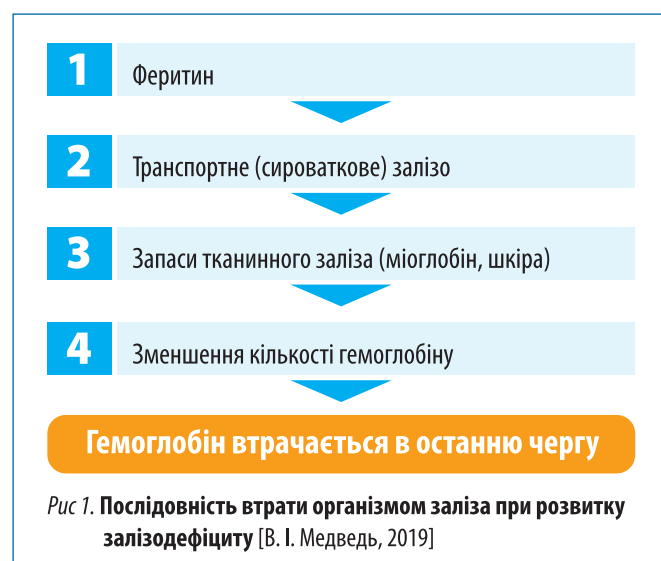 1
Феритин
2
Транспортне (сироваткове) залізо
3
Запаси тканинного заліза (міоглобін, шкіра)
4
Зменшення кількості гемоглобіну
Гемоглобін втрачається в останню чергу
Рис 1. Послідовність втрати організмом заліза при розвитку
залізодефіциту [В. І. Медведь, 2019]